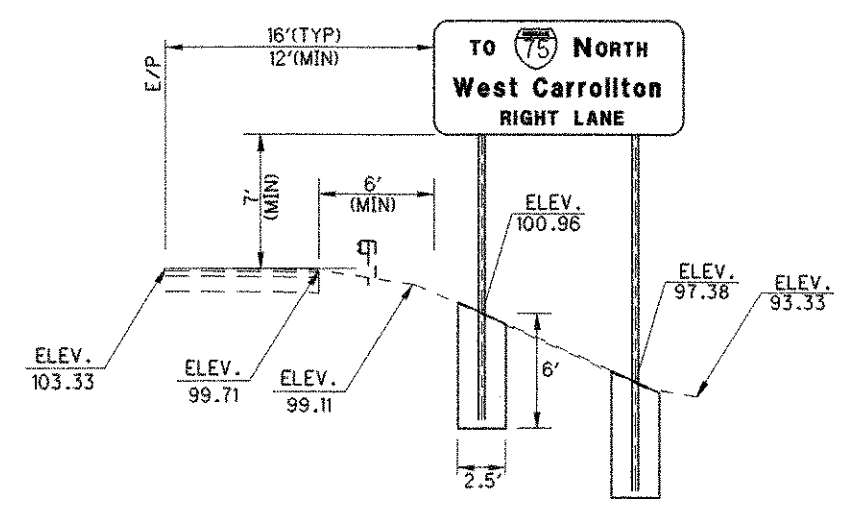 16'(TYP)
12'(MIN)
E/P
TO 75 NORTH
West Carrollton
RIGHT LANE
7'
(MIN)
6'
(MIN)
ELEV.
100.96
ELEV.
97.38
ELEV.
93.33
ELEV.
103.33
ELEV.
99.71
ELEV.
99.11
6'
2.5'